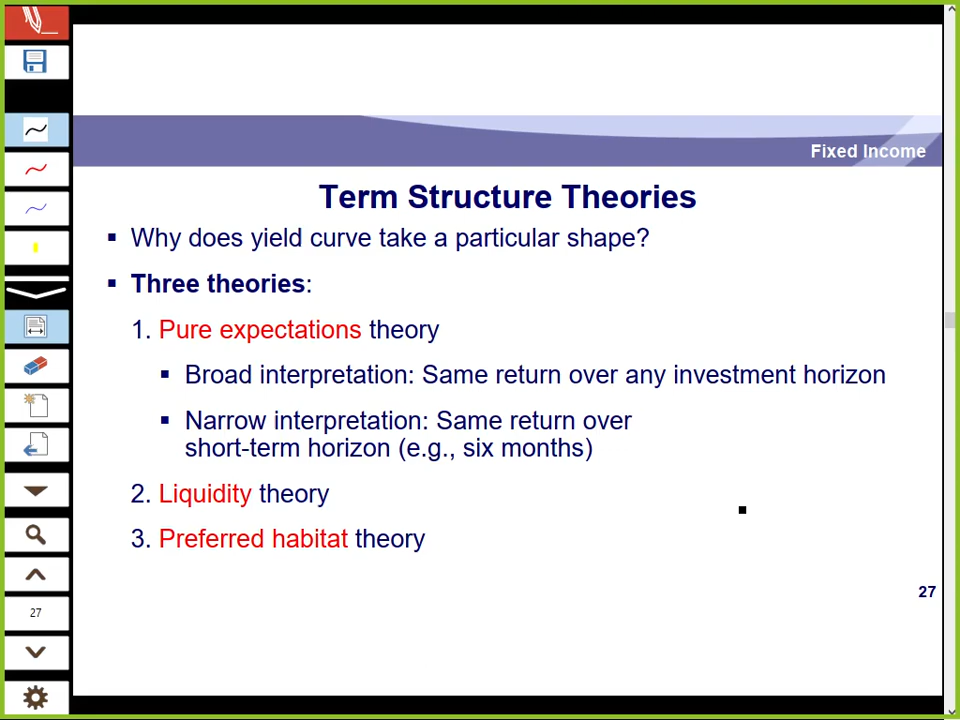 Fixed Income
Term Structure Theories
▪ Why does yield curve take a particular shape?
▪ Three theories:
1. Pure expectations theory
▪ Broad interpretation: Same return over any investment horizon
▪ Narrow interpretation: Same return over
short-term horizon (e.g., six months)
2. Liquidity theory
3. Preferred habitat theory
27
27